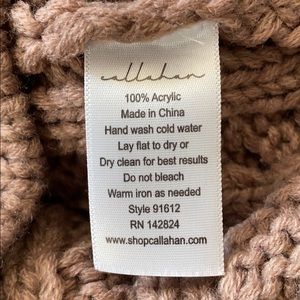 callahan
100% Acrylic
Made in China
Hand wash cold water
Lay flat to dry or
Dry clean for best results
Do not bleach
Warm iron as needed
Style 91612
RN 142824
www.shopcallahan.com